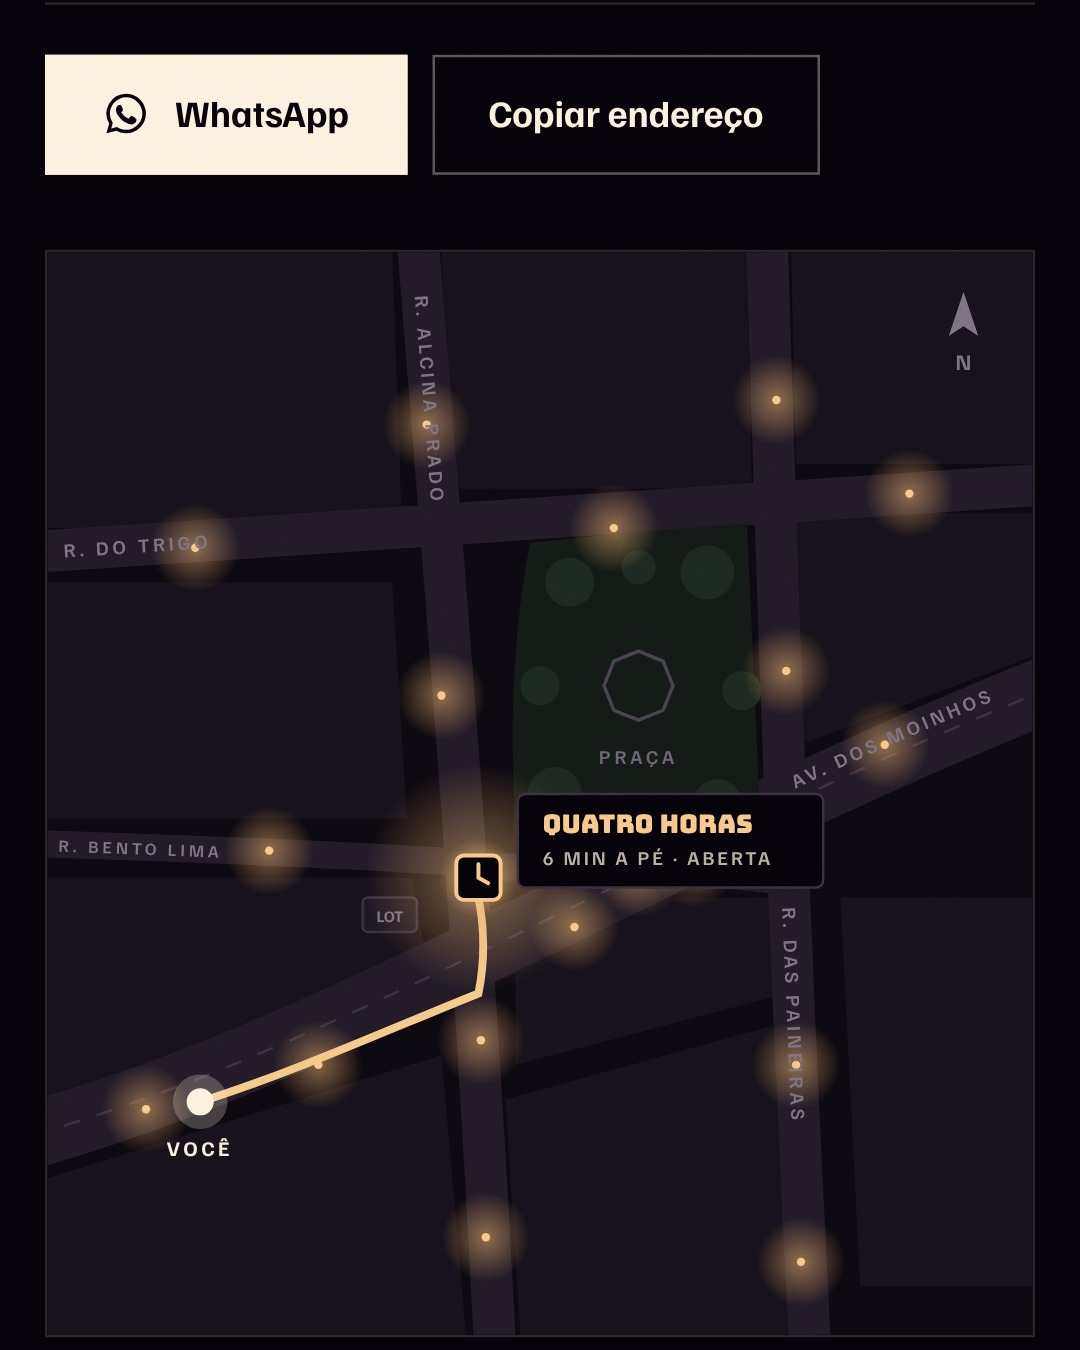 WhatsApp
Copiar endereço
R. ALCINA PRADO
N
R. DO TRIGO
PRAÇA
AV. DOS MOINHOS
QUATRO HORAS
6 MIN A PÉ · ABERTA
R. BENTO LIMA
LOT
R. DAS PAINEIRAS
VOCÊ